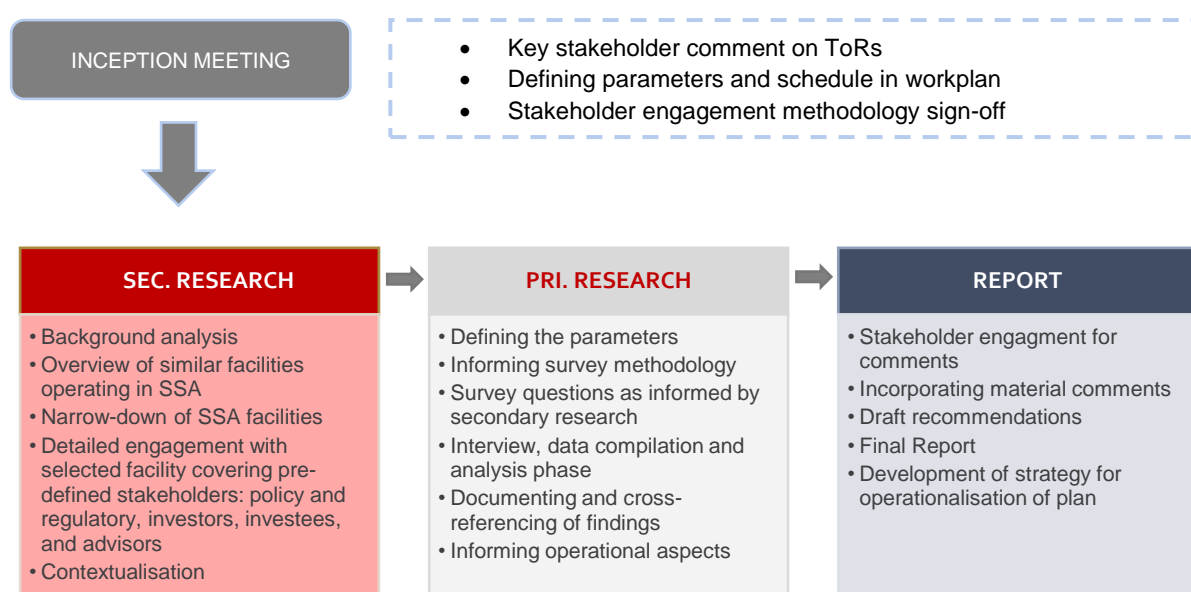 INCEPTION MEETING
• Key stakeholder comment on ToRs
• Defining parameters and schedule in workplan
• Stakeholder engagement methodology sign-off
SEC. RESEARCH
• Background analysis
• Overview of similar facilities
operating in SSA
• Narrow-down of SSA facilities
• Detailed engagement with
selected facility covering pre-
defined stakeholders: policy and
regulatory, investors, investees,
and advisors
• Contextualisation
PRI. RESEARCH
• Defining the parameters
• Informing survey methodology
• Survey questions as informed by
secondary research
• Interview, data compilation and
analysis phase
• Documenting and cross-
referencing of findings
• Informing operational aspects
REPORT
• Stakeholder engagment for
comments
• Incorporating material comments
• Draft recommendations
• Final Report
• Development of strategy for
operationalisation of plan